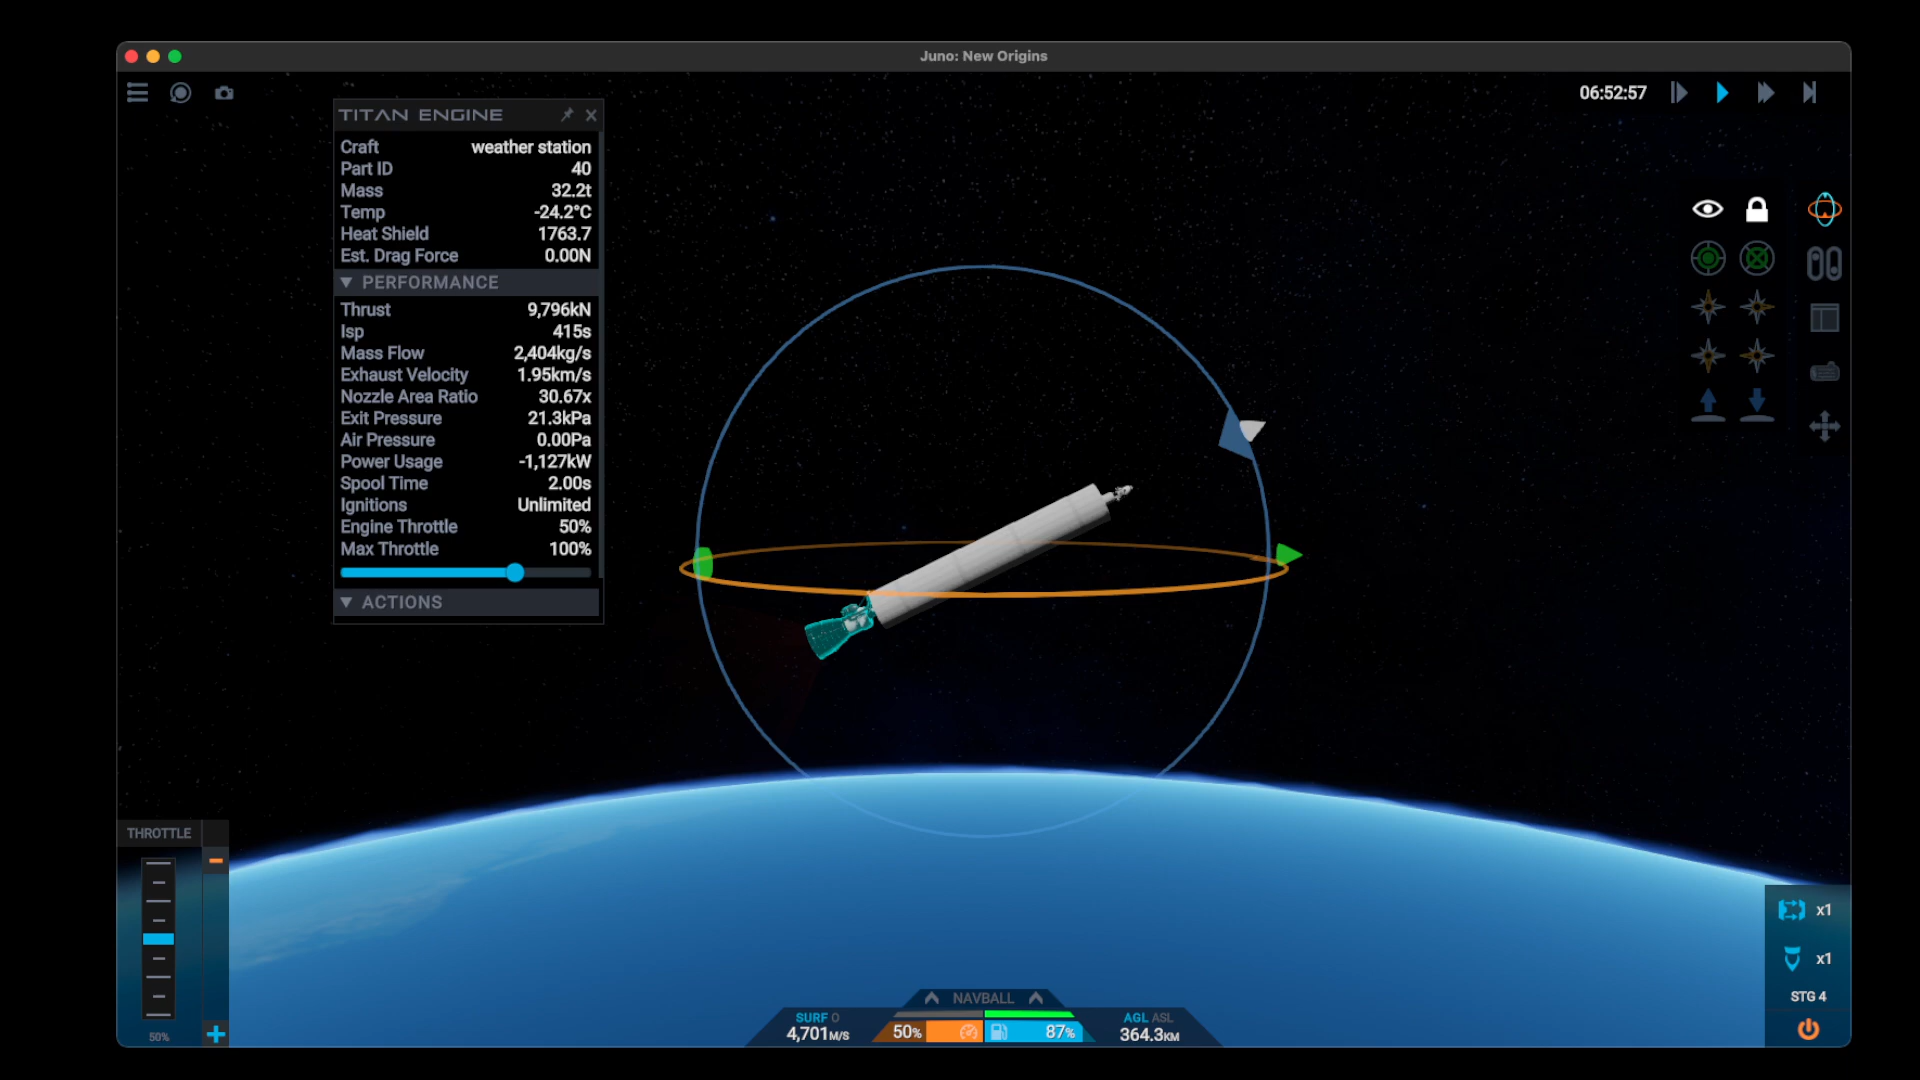 Juno: New Origins
06:52:57
TITAN ENGINE
Craft weather station
Part ID 40
Mass 32.2t
Temp -24.2°C
Heat Shield 1763.7
Est. Drag Force 0.00N
PERFORMANCE
Thrust 9,796kN
Isp 415s
Mass Flow 2,404kg/s
Exhaust Velocity 1.95km/s
Nozzle Area Ratio 30.67x
Exit Pressure 21.3kPa
Air Pressure 0.00Pa
Power Usage -1,127kW
Spool Time 2.00s
Ignitions Unlimited
Engine Throttle 50%
Max Throttle 100%
ACTIONS
THROTTLE
50%
NAVBALL
SURF O
4,701M/S
50%
87%
AGL ASL
364.3KM
x1
x1
STG 4